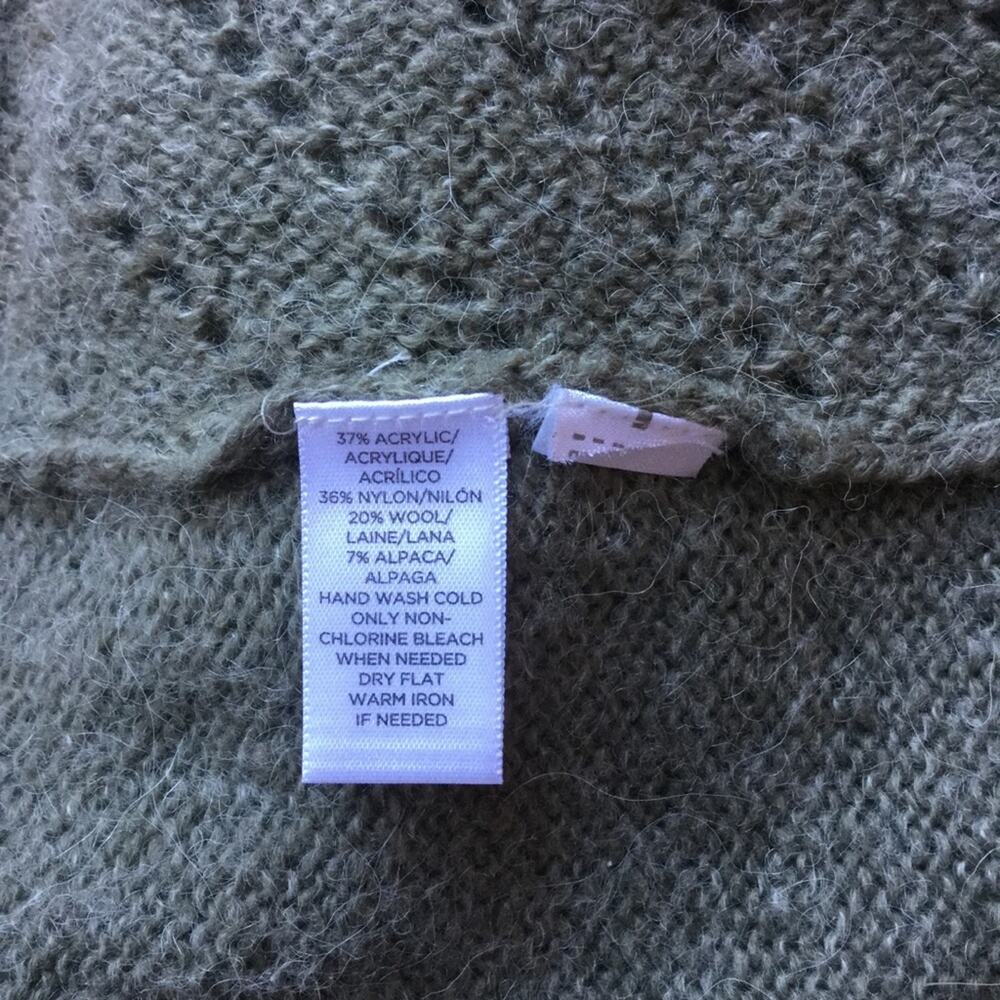 37% ACRYLIC/
ACRYLIQUE/
ACRÍLICO
36% NYLON/NILÓN
20% WOOL/
LAINE/LANA
7% ALPACA/
ALPAGA
HAND WASH COLD
ONLY NON-
CHLORINE BLEACH
WHEN NEEDED
DRY FLAT
WARM IRON
IF NEEDED